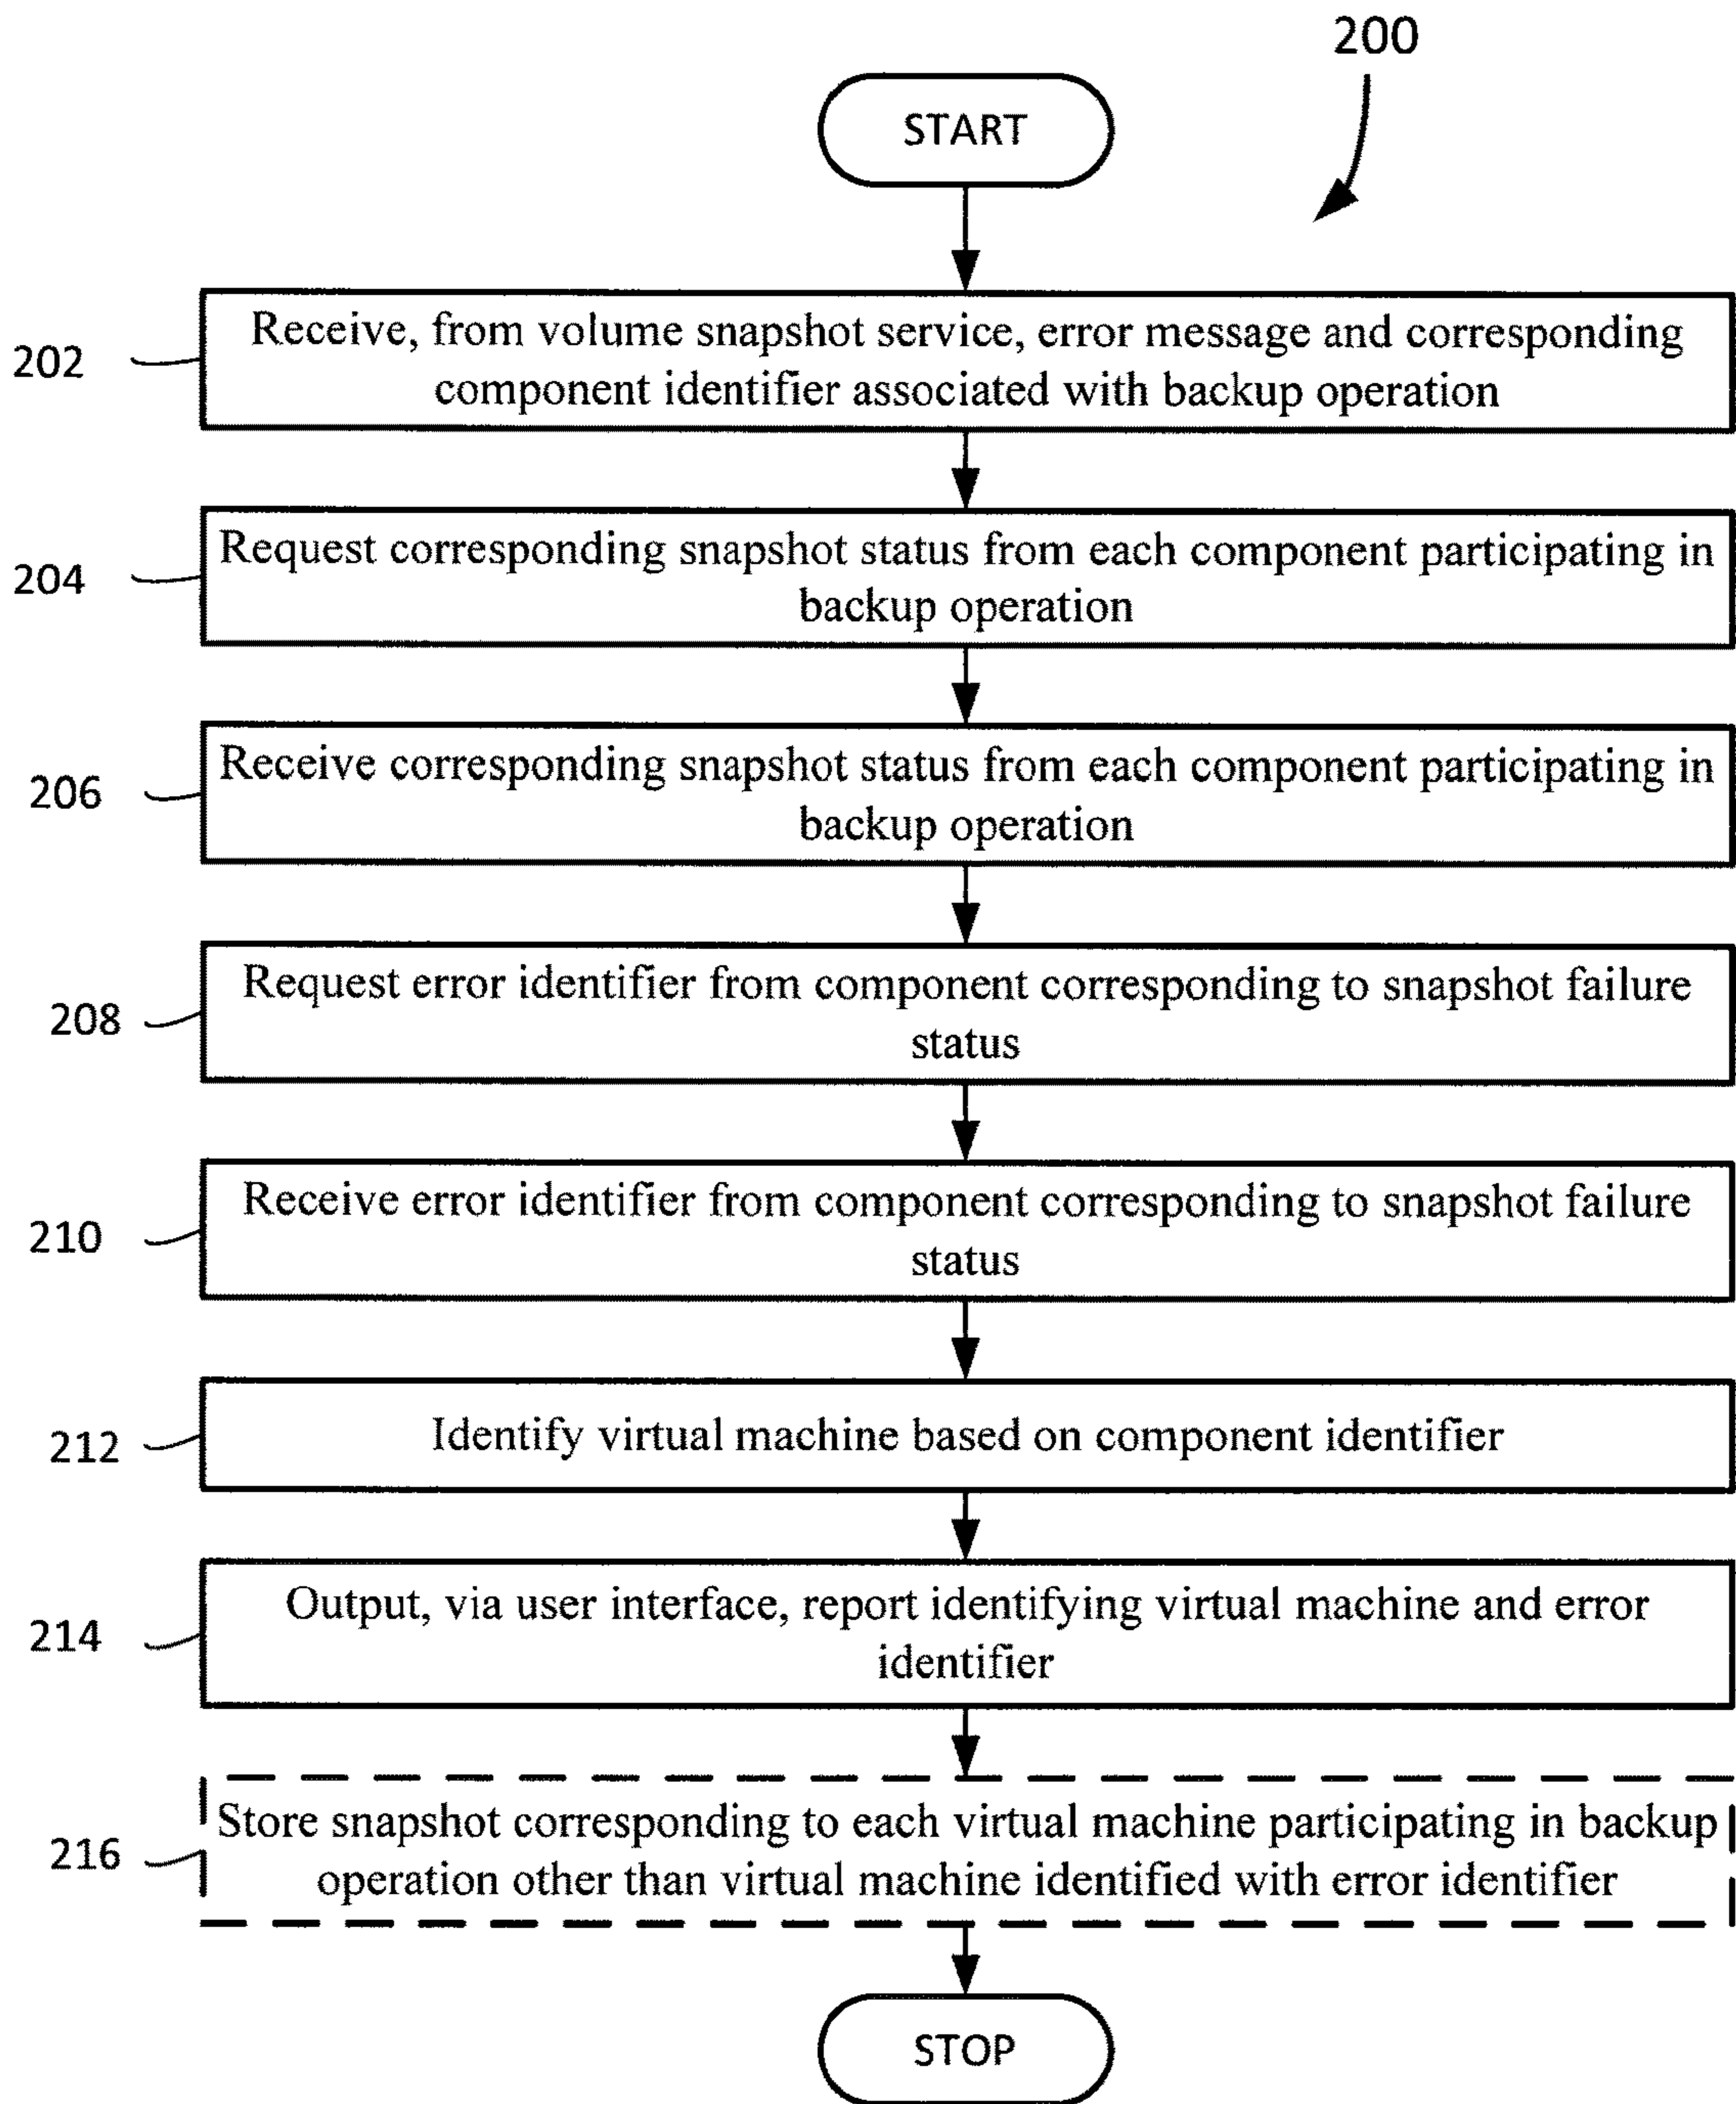 200
START
202
Receive, from volume snapshot service, error message and corresponding
component identifier associated with backup operation
204
Request corresponding snapshot status from each component participating in
backup operation
206
Receive corresponding snapshot status from each component participating in
backup operation
208
Request error identifier from component corresponding to snapshot failure
status
210
Receive error identifier from component corresponding to snapshot failure
status
212
Identify virtual machine based on component identifier
214
Output, via user interface, report identifying virtual machine and error
identifier
216
Store snapshot corresponding to each virtual machine participating in backup
operation other than virtual machine identified with error identifier
STOP